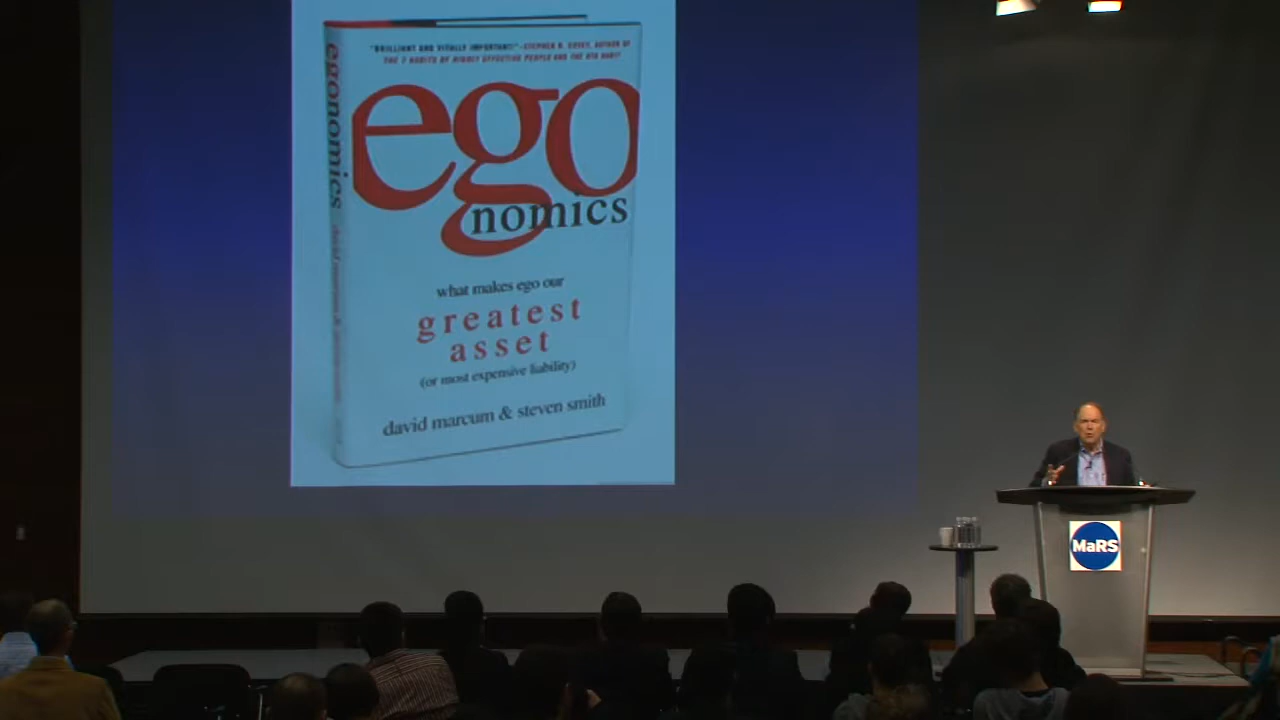 "BRILLIANT AND VITALLY IMPORTANT!"-STEPHEN R. COVEY, AUTHOR OF
THE 7 HABITS OF HIGHLY EFFECTIVE PEOPLE AND THE 8TH HABIT
egonomics
ego
nomics
what makes ego our
greatest
asset
(or most expensive liability)
david marcum & steven smith
MaRS